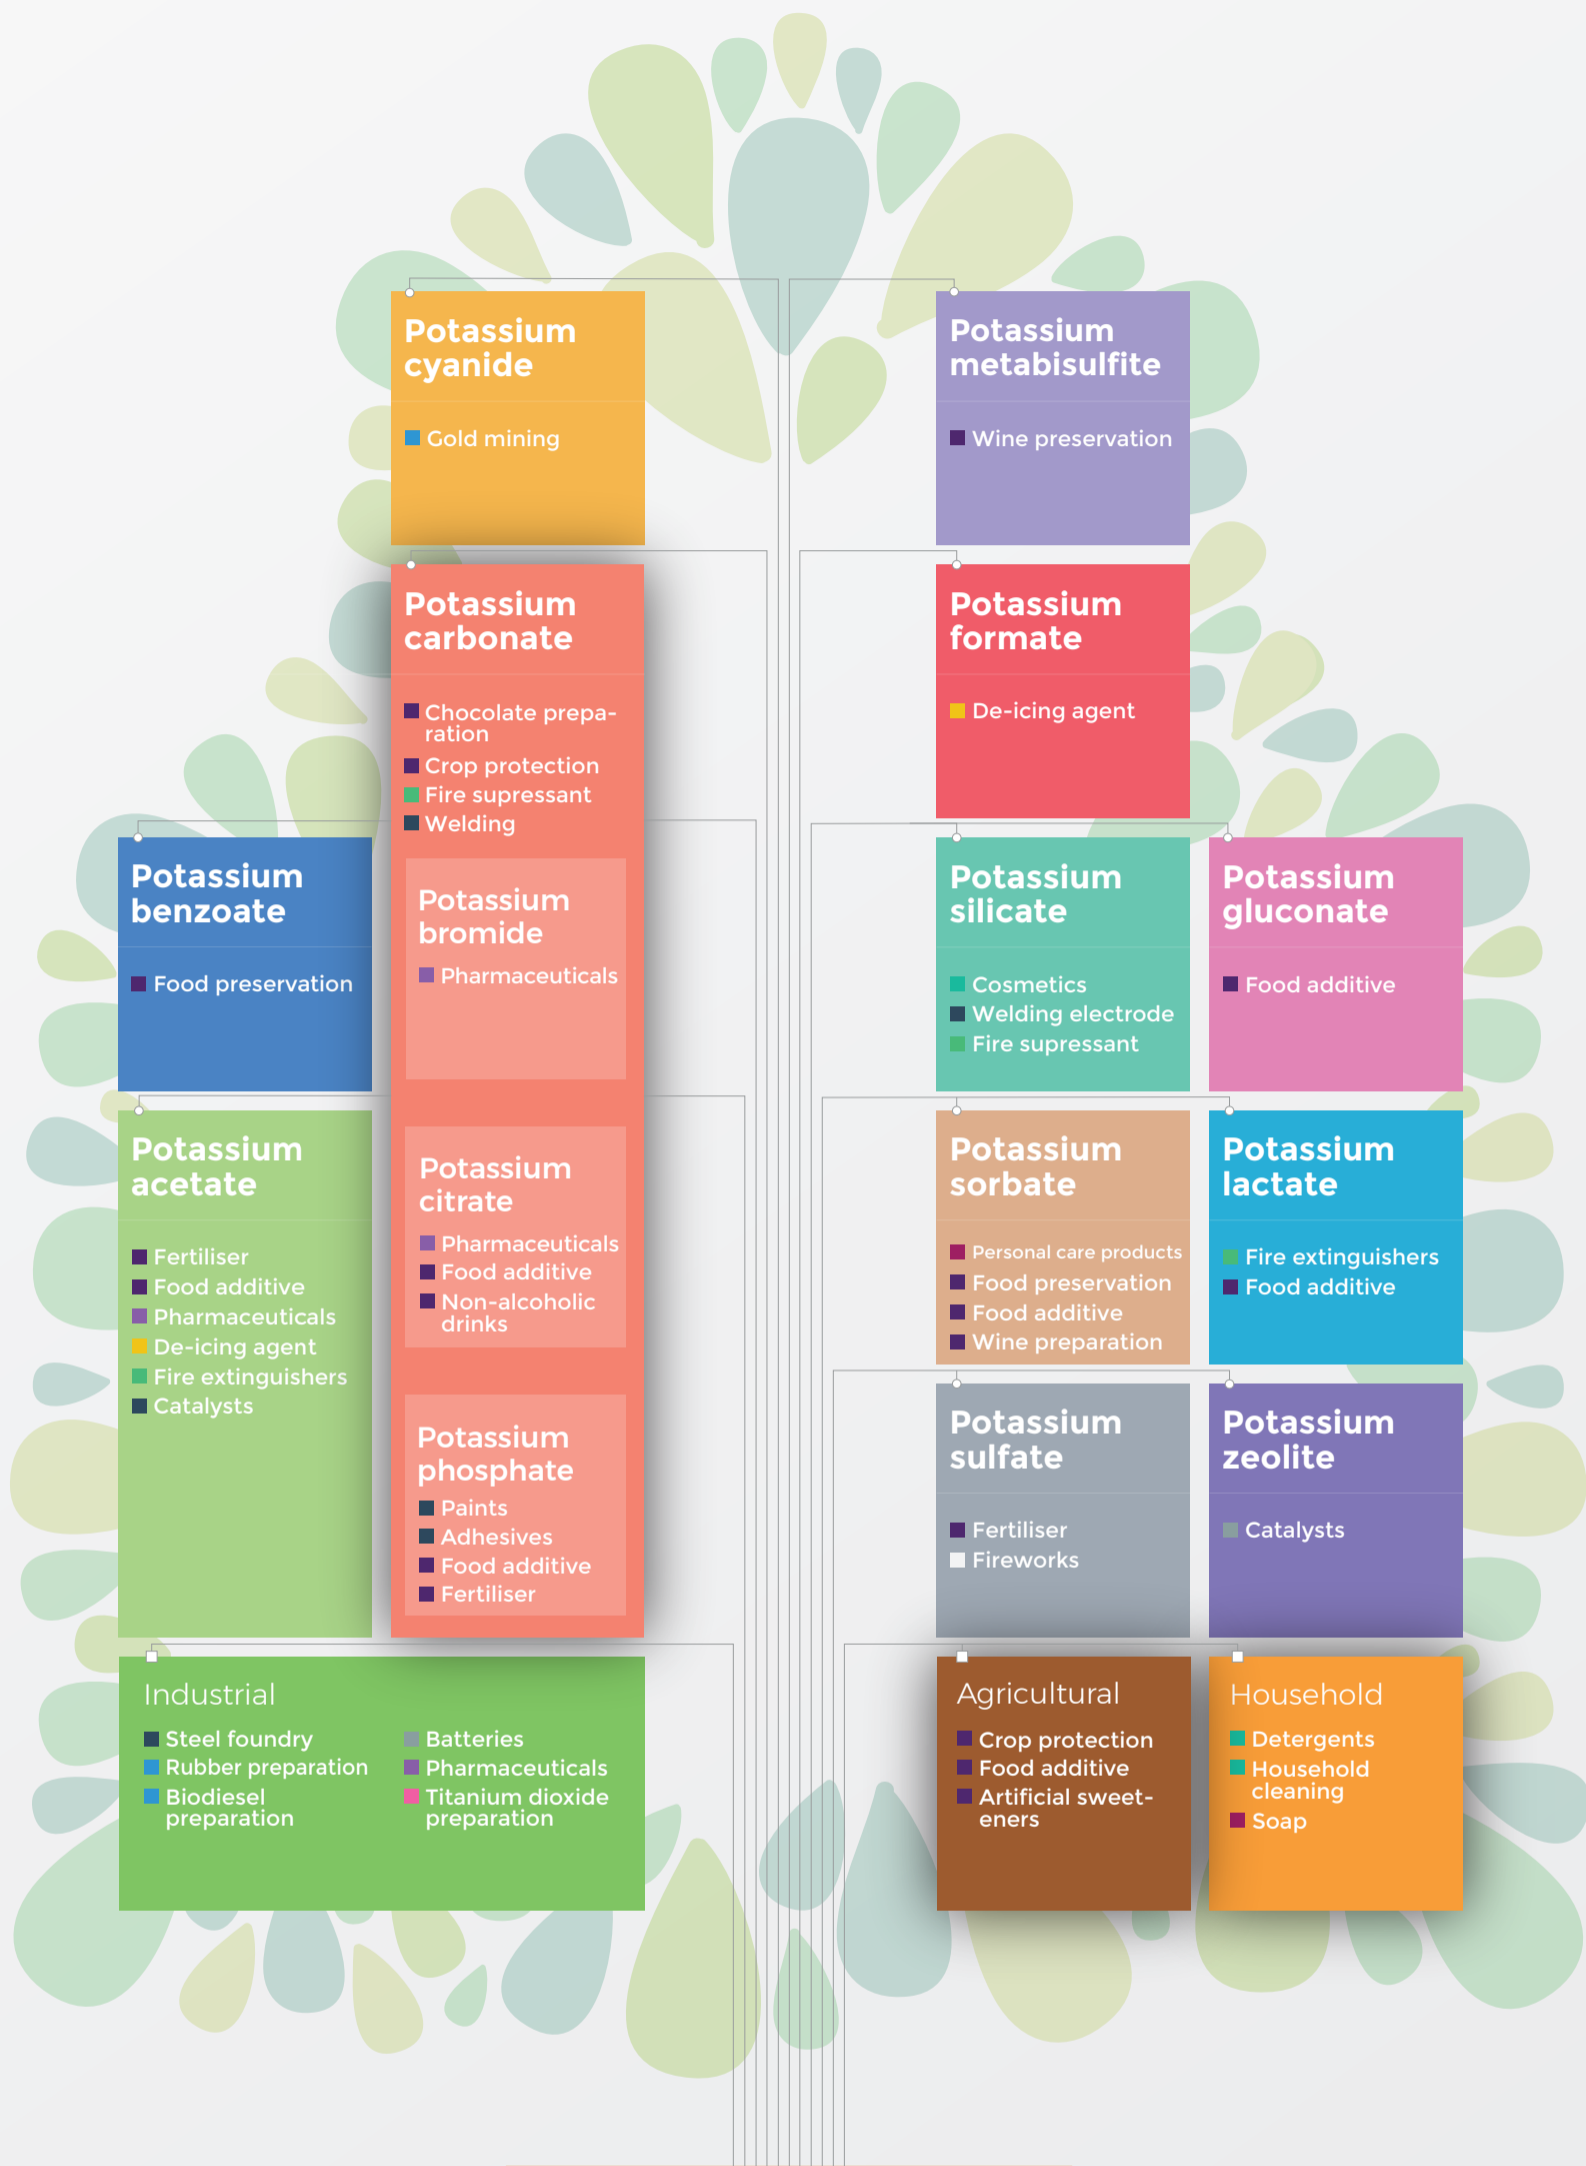 Potassium
cyanide
Gold mining
Potassium
metabisulfite
Wine preservation
Potassium
carbonate
Chocolate prepa-
ration
Crop protection
Fire supressant
Welding
Potassium
formate
De-icing agent
Potassium
benzoate
Food preservation
Potassium
bromide
Pharmaceuticals
Potassium
silicate
Cosmetics
Welding electrode
Fire supressant
Potassium
gluconate
Food additive
Potassium
acetate
Fertiliser
Food additive
Pharmaceuticals
De-icing agent
Fire extinguishers
Catalysts
Potassium
citrate
Pharmaceuticals
Food additive
Non-alcoholic
drinks
Potassium
sorbate
Personal care products
Food preservation
Food additive
Wine preparation
Potassium
lactate
Fire extinguishers
Food additive
Potassium
phosphate
Paints
Adhesives
Food additive
Fertiliser
Potassium
sulfate
Fertiliser
Fireworks
Potassium
zeolite
Catalysts
Industrial
Steel foundry
Rubber preparation
Biodiesel
preparation
Batteries
Pharmaceuticals
Titanium dioxide
preparation
Agricultural
Crop protection
Food additive
Artificial sweet-
eners
Household
Detergents
Household
cleaning
Soap